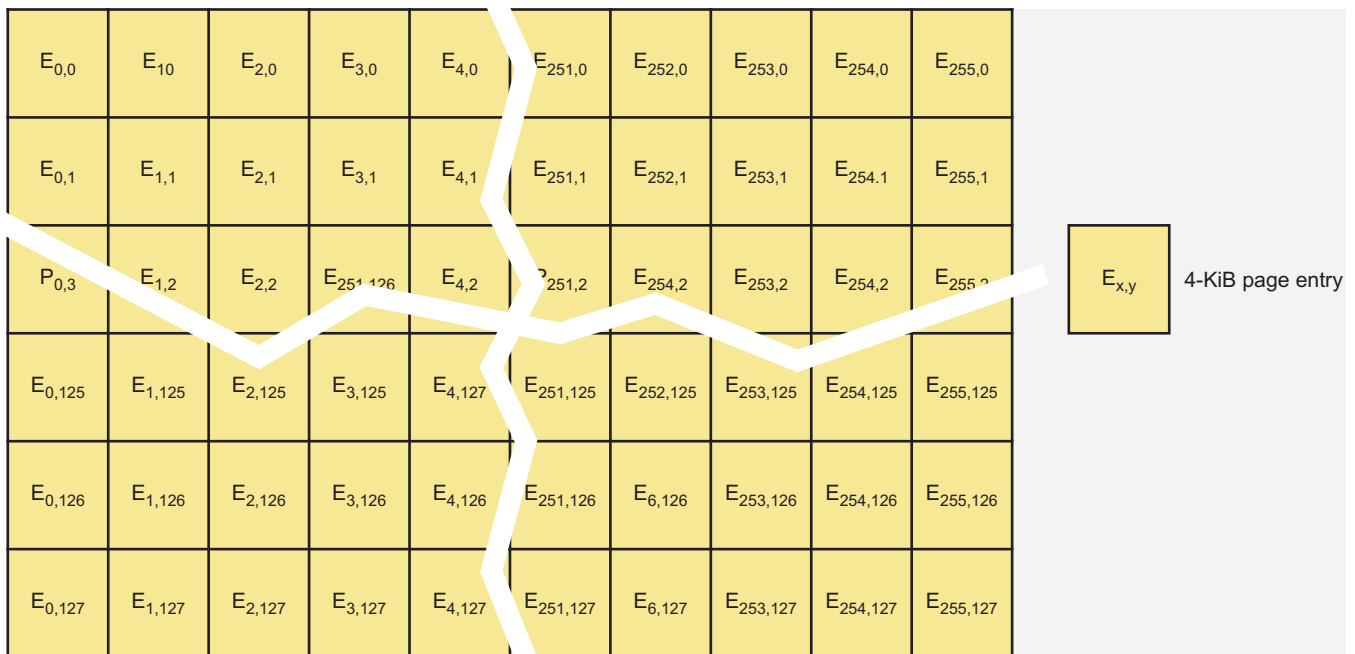 E0,0 E10 E2,0 E3,0 E4,0 E251,0 E252,0 E253,0 E254,0 E255,0
E0,1 E1,1 E2,1 E3,1 E4,1 E251,1 E252,1 E253,1 E254.1 E255,1
P0,3 E1,2 E2,2 E251,126 E4,2 P251,2 E254,2 E253,2 E254,2 E255,2 Ex,y 4-KiB page entry
E0,125 E1,125 E2,125 E3,125 E4,127 E251,125 E252,125 E253,125 E254,125 E255,125
E0,126 E1,126 E2,126 E3,126 E4,126 E251,126 E6,126 E253,126 E254,126 E255,126
E0,127 E1,127 E2,127 E3,127 E4,127 E251,127 E6,127 E253,127 E254,127 E255,127